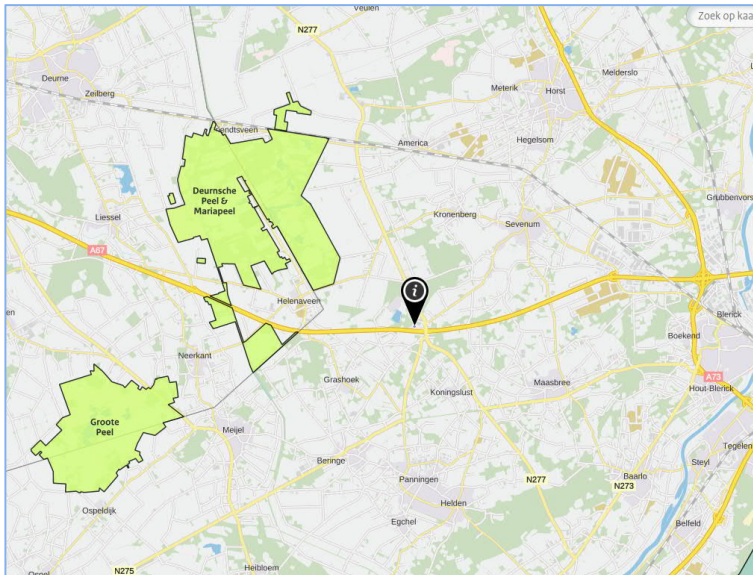 Zoek op kaa
Veulen
N277
Deurne
Zeilberg
Meterik
Melderslo
Horst
America
Hegelsom
Deurnsche
Peel &
Mariapeel
Grubbenvors
Liessel
Kronenberg
Sevenum
A67
Helenaveen
Blerick
Boekend
Neerkant
Grashoek
Maasbree
A73
Hout-Blerick
Koningslust
Groote
Peel
Meijel
Tegelen
Beringe
Steyl
Panningen
N277
N273
Baarlo
Ospeldijk
Helden
Egchel
Belfeld
N275
Heibloem